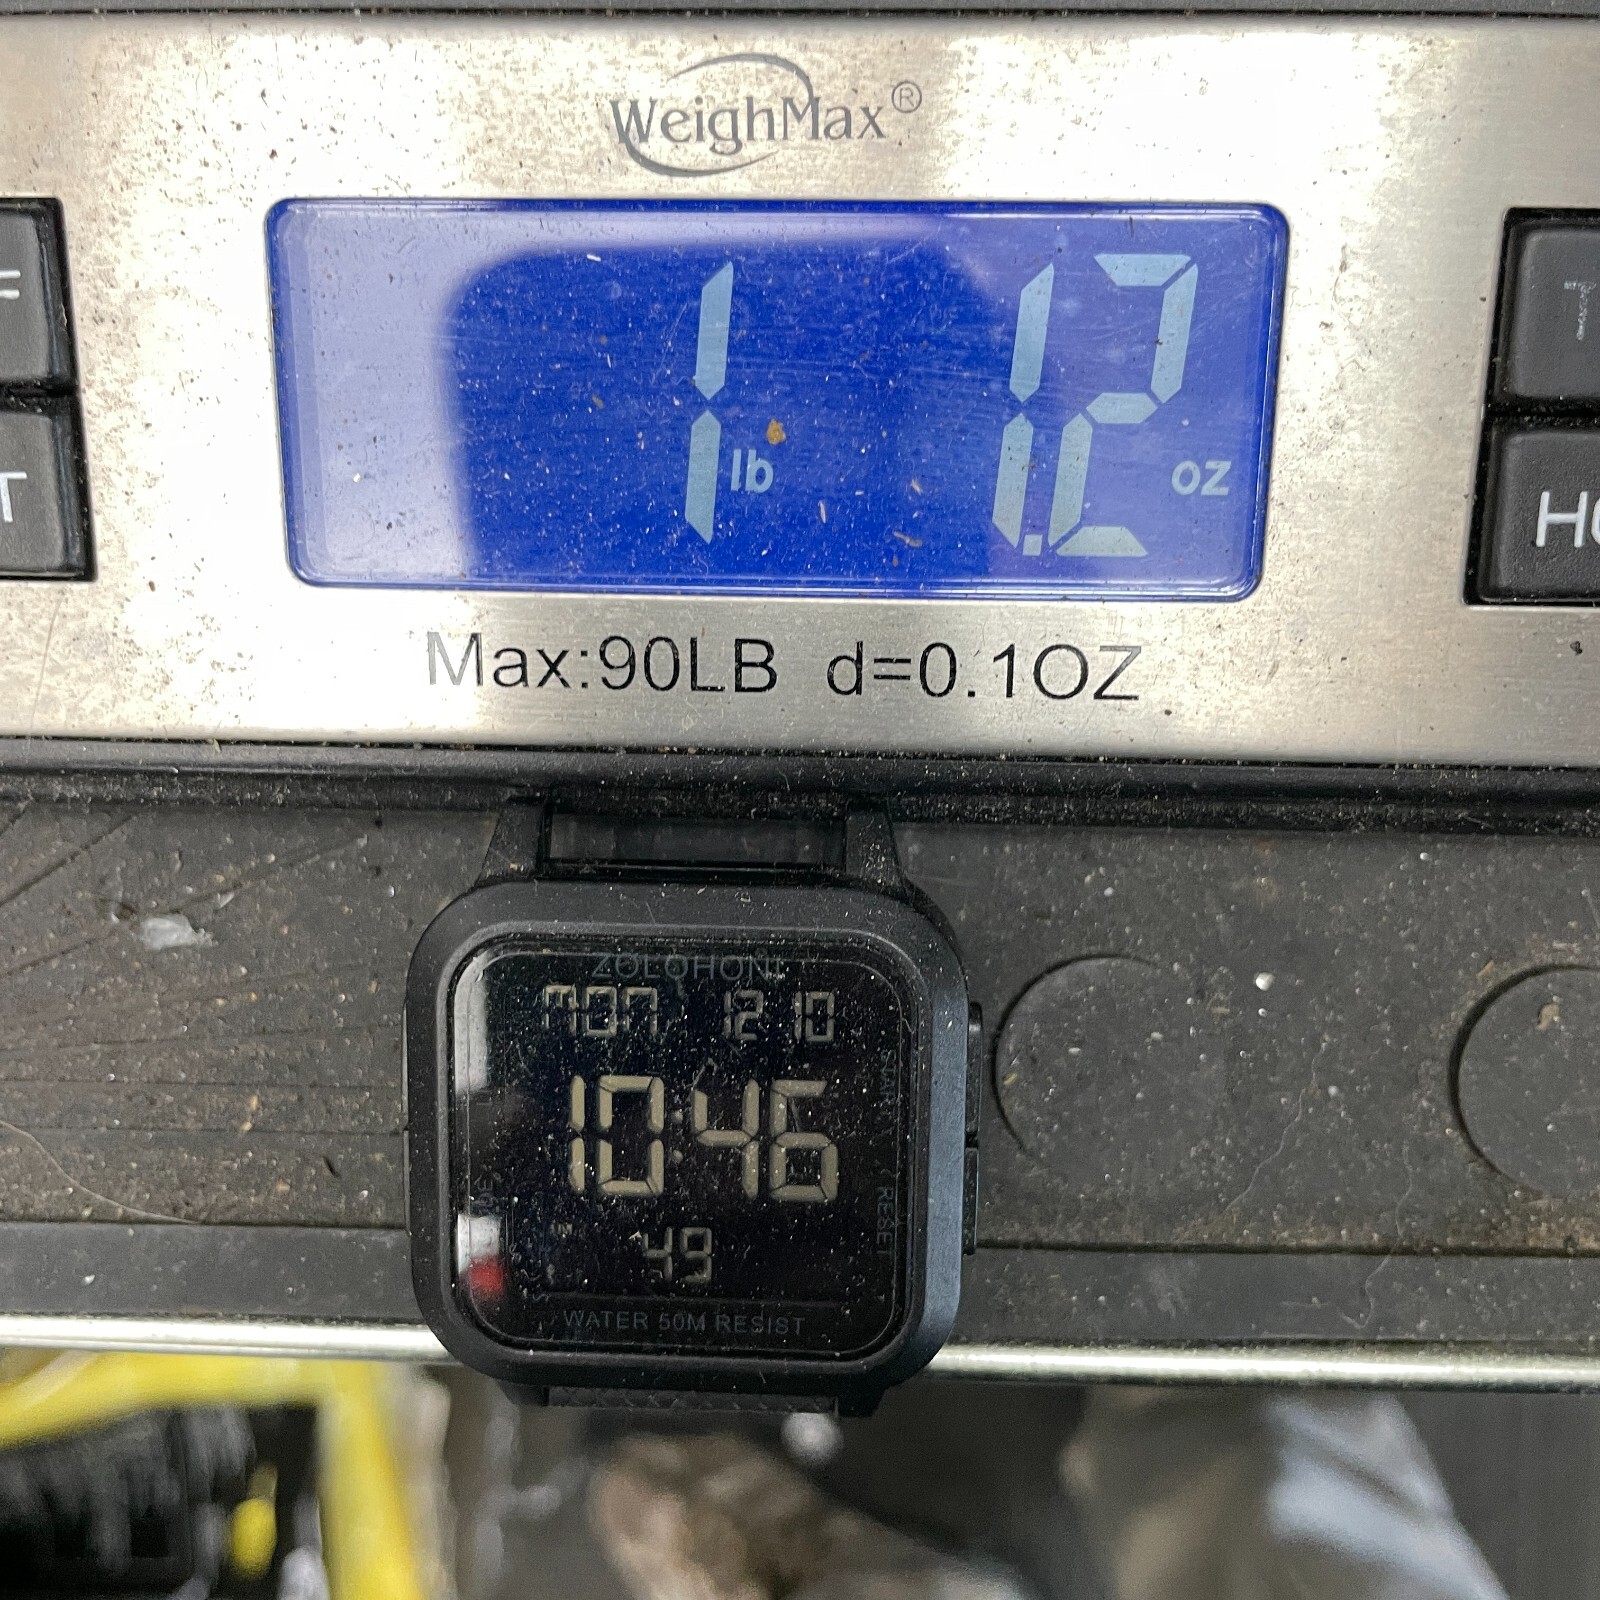 WeighMax®
1 lb 1.2 oz
Max:90LB d=0.1OZ
T
ZOLOHONI
MON 12 10
START
10:46
RESET
49
WATER 50M RESIST